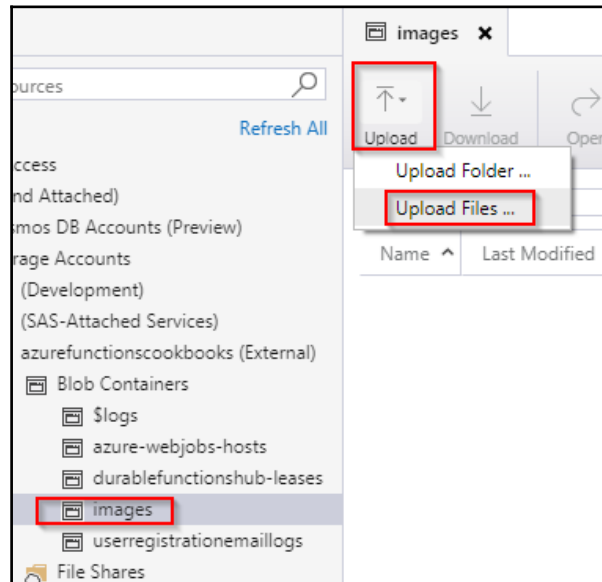 ources
Refresh All
ccess
nd Attached)
smos DB Accounts (Preview)
rage Accounts
(Development)
(SAS-Attached Services)
azurefunctionscookbooks (External)
Blob Containers
$logs
azure-webjobs-hosts
durablefunctionshub-leases
images
userregistrationemaillogs
File Shares
images
Upload Download Open
Upload Folder ...
Upload Files ...
Name Last Modified